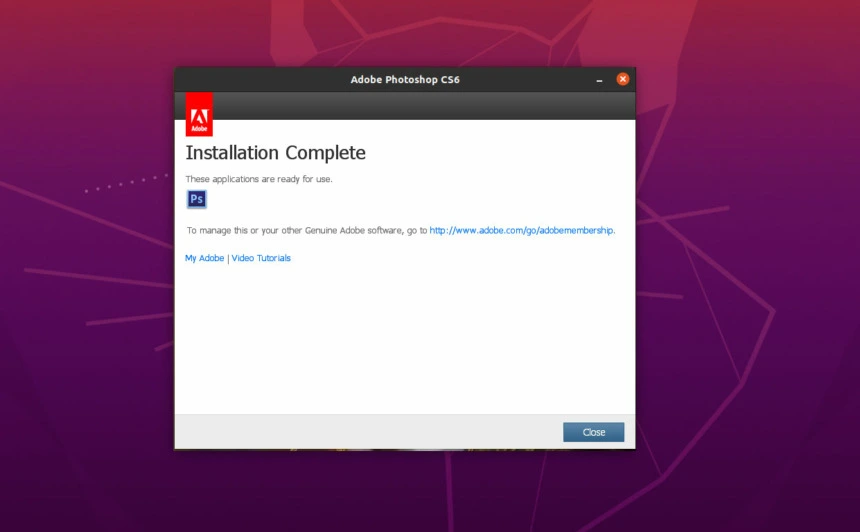 Adobe Photoshop CS6
Adobe
Installation Complete
These applications are ready for use.
Ps
To manage this or your other Genuine Adobe software, go to http://www.adobe.com/go/adobemembership.
My Adobe | Video Tutorials
Close